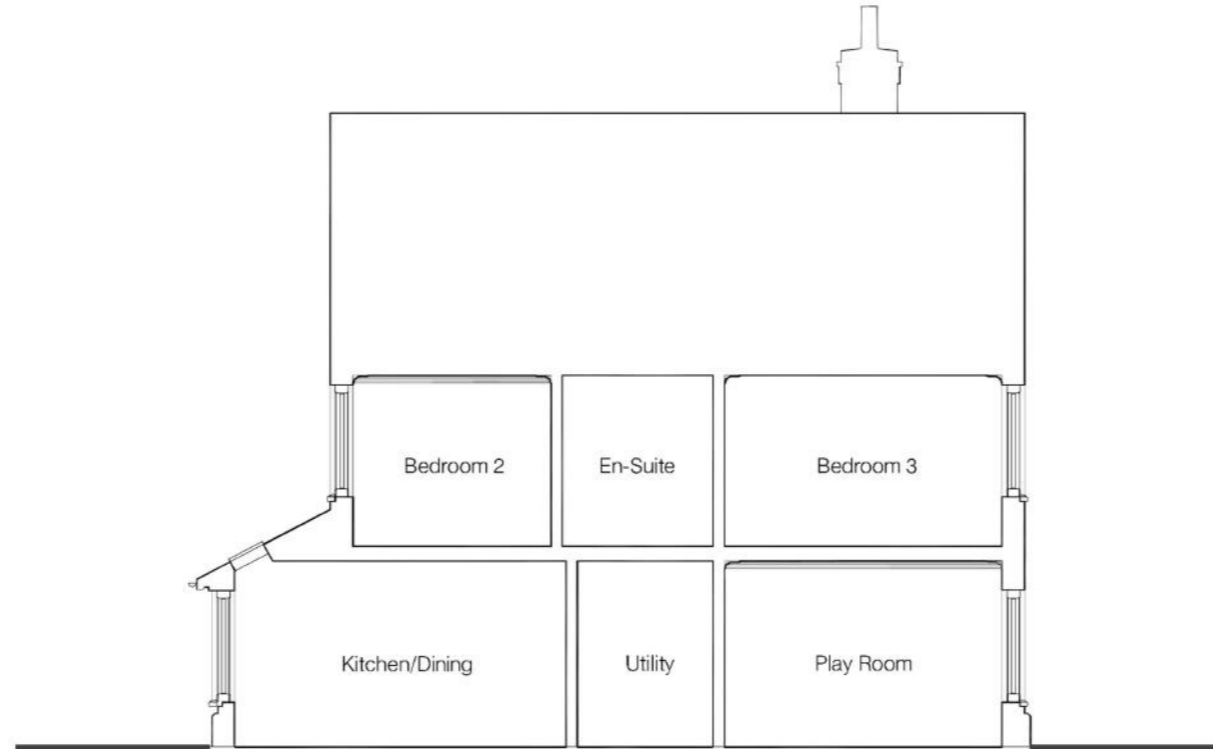 Bedroom 2
En-Suite
Bedroom 3
Kitchen/Dining
Utility
Play Room